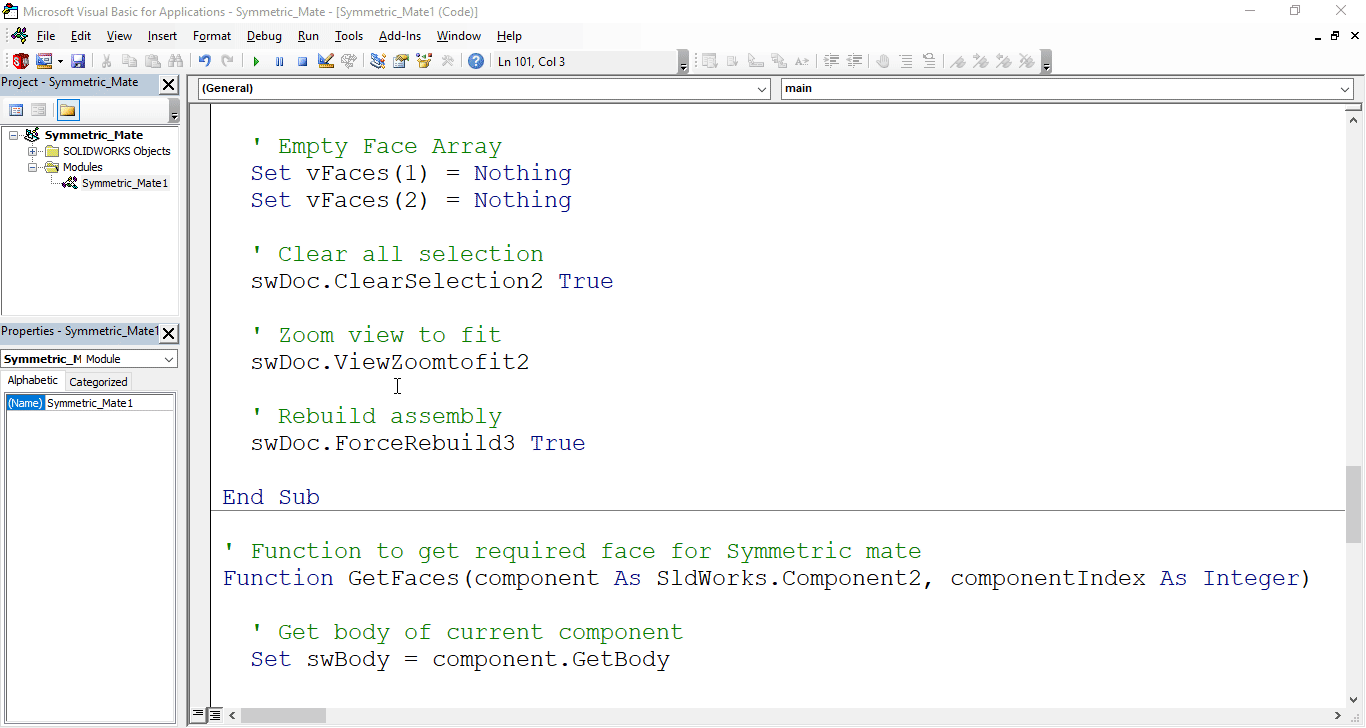 Microsoft Visual Basic for Applications - Symmetric_Mate - [Symmetric_Mate1 (Code)]
File Edit View Insert Format Debug Run Tools Add-Ins Window Help
Ln 101, Col 3
Project - Symmetric_Mate
(General)
main
Symmetric_Mate
SOLIDWORKS Objects
Modules
Symmetric_Mate1
Properties - Symmetric_Mate1
Symmetric_M Module
Alphabetic Categorized
(Name) Symmetric_Mate1
' Empty Face Array
Set vFaces(1) = Nothing
Set vFaces(2) = Nothing
' Clear all selection
swDoc.ClearSelection2 True
' Zoom view to fit
swDoc.ViewZoomtofit2
' Rebuild assembly
swDoc.ForceRebuild3 True
End Sub
' Function to get required face for Symmetric mate
Function GetFaces(component As SldWorks.Component2, componentIndex As Integer)
' Get body of current component
Set swBody = component.GetBody